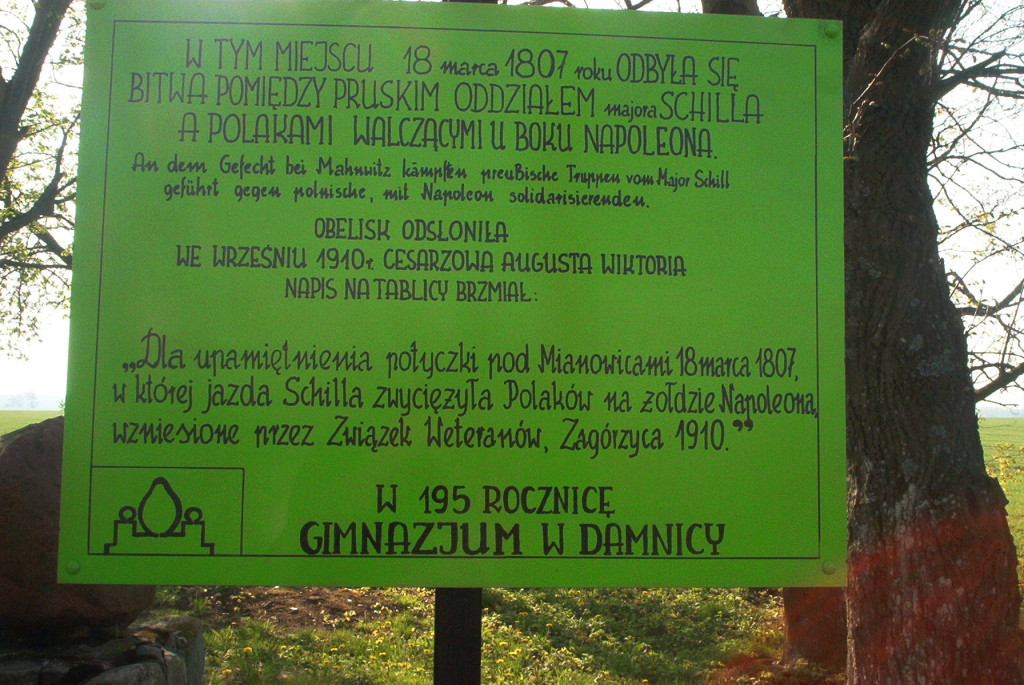 W TYM MIEJSCU 18 marca 1807 roku ODBYŁA SIĘ
BITWA POMIĘDZY PRUSKIM ODDZIAŁEM majora SCHILLA
A POLAKAMI WALCZĄCYMI U BOKU NAPOLEONA.
An dem Gefecht bei Mahnwitz kämpften preußische Truppen vom Major Schill
geführt gegen polnische, mit Napoleon solidarisierenden.
OBELISK ODSŁONIŁA
WE WRZEŚNIU 1910r. CESARZOWA AUGUSTA WIKTORIA
NAPIS NA TABLICY BRZMIAŁ:
„Dla upamiętnienia potyczki pod Mianowicami 18 marca 1807,
w której jazda Schilla zwyciężyła Polaków na żołdzie Napoleona,
wzniesione przez Związek Weteranów, Zagórzyca 1910.”
W 195 ROCZNICĘ
GIMNAZJUM W DAMNICY